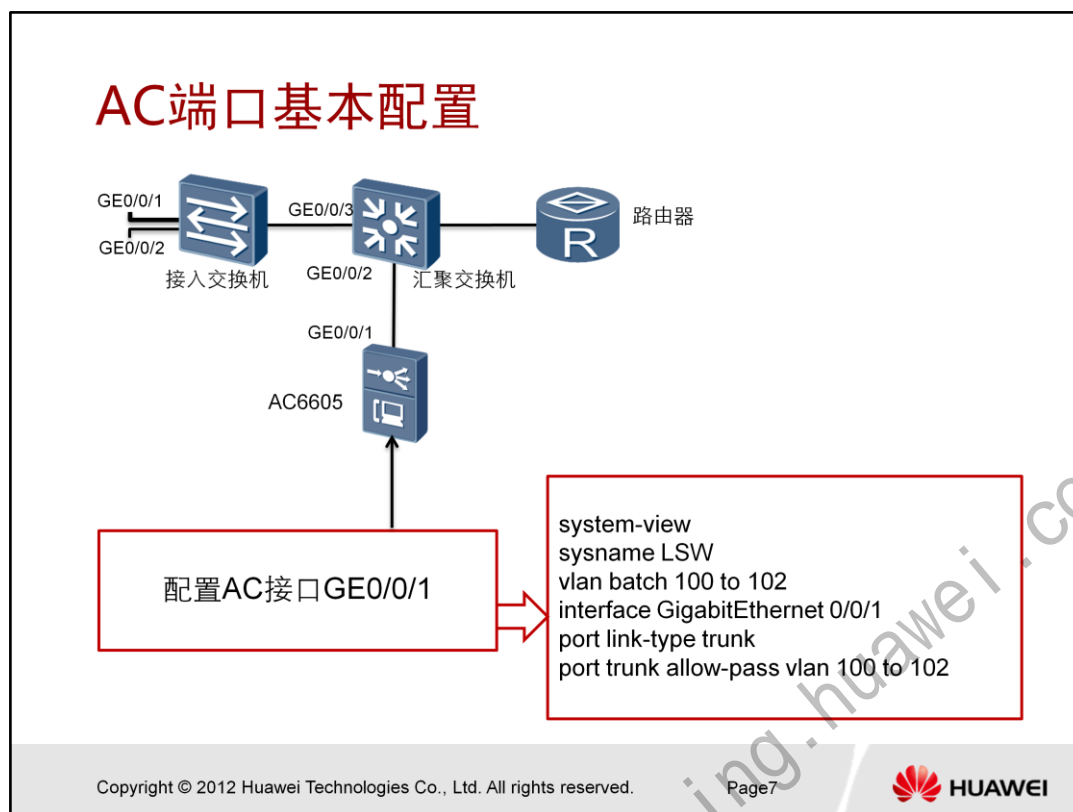 AC端口基本配置
GE0/0/1
GE0/0/2
接入交换机
GE0/0/3
GE0/0/2
汇聚交换机
R
路由器
GE0/0/1
AC6605
配置AC接口GE0/0/1
system-view
sysname LSW
vlan batch 100 to 102
interface GigabitEthernet 0/0/1
port link-type trunk
port trunk allow-pass vlan 100 to 102
ing.huawei.co
Copyright © 2012 Huawei Technologies Co., Ltd. All rights reserved.
Page7
HUAWEI